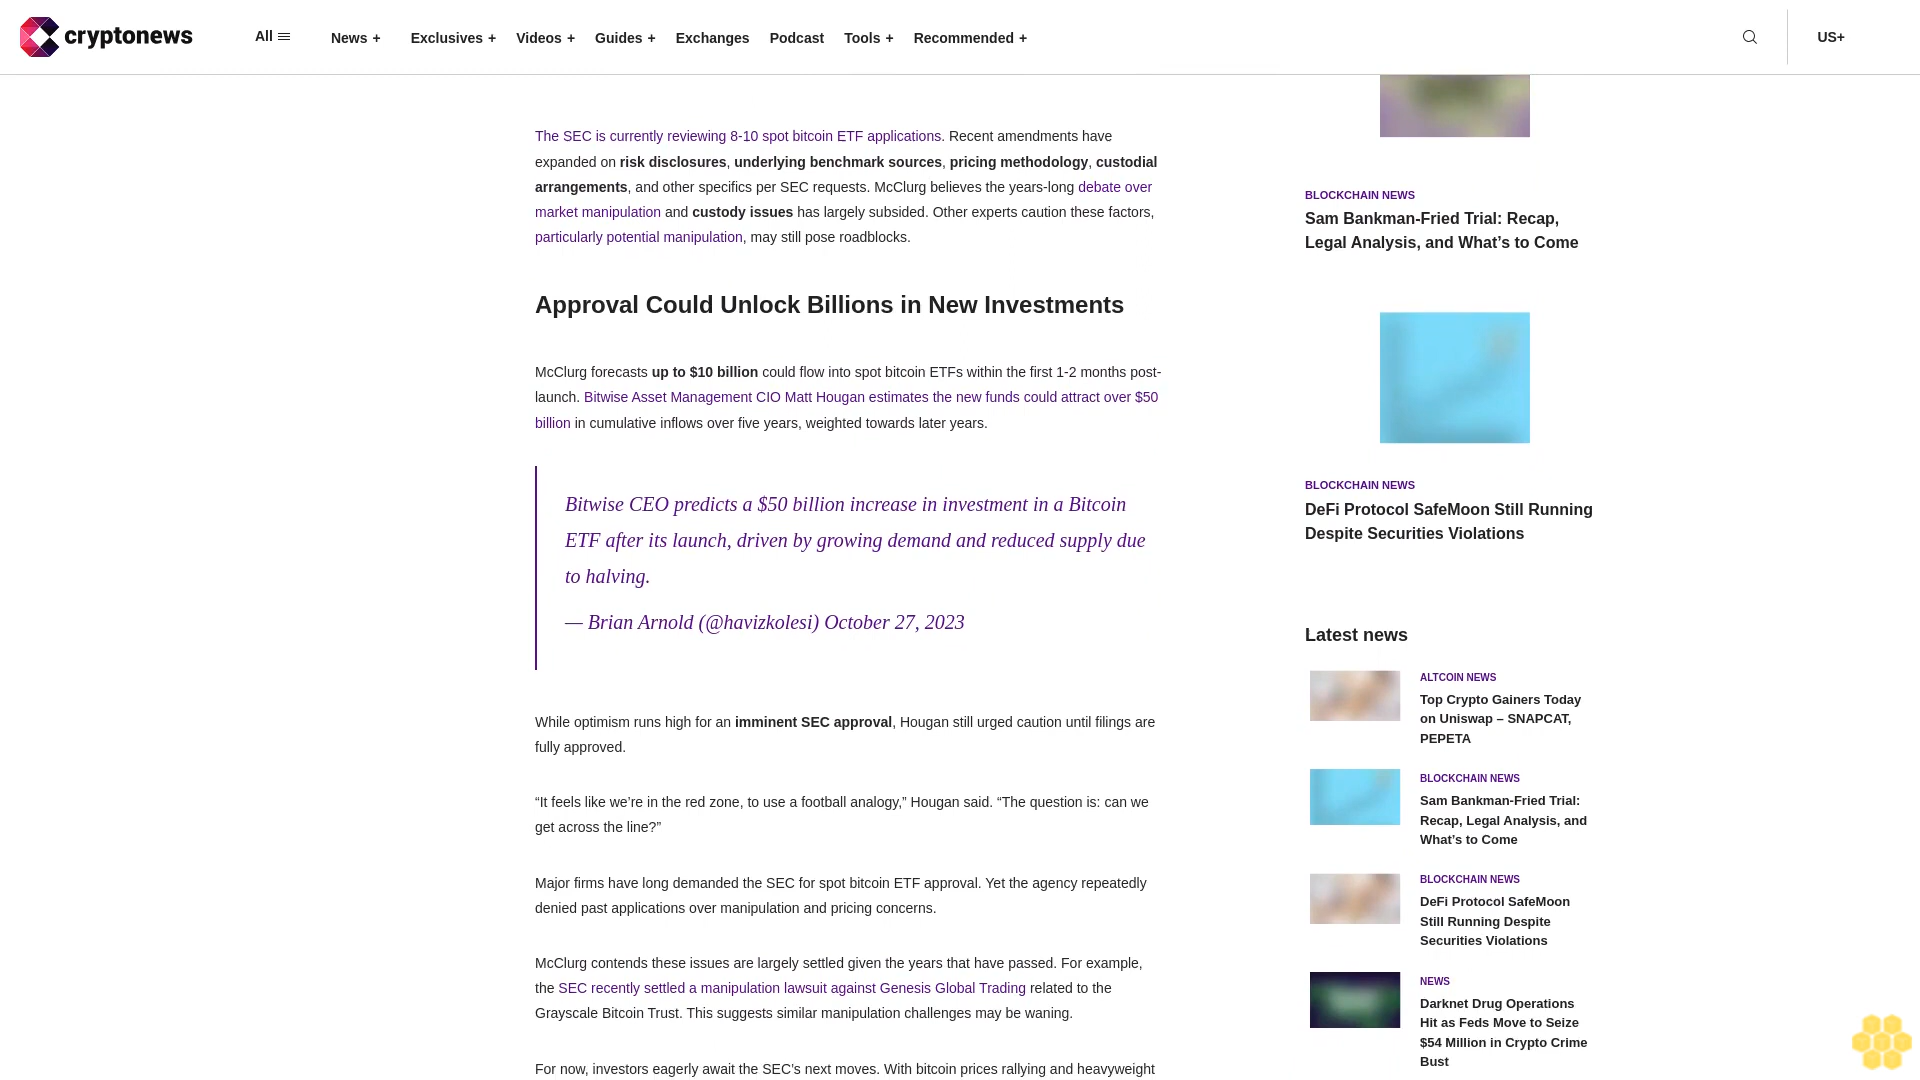 cryptonews
All
News +
Exclusives +
Videos +
Guides +
Exchanges
Podcast
Tools +
Recommended +
US+
The SEC is currently reviewing 8-10 spot bitcoin ETF applications. Recent amendments have
expanded on risk disclosures, underlying benchmark sources, pricing methodology, custodial
arrangements, and other specifics per SEC requests. McClurg believes the years-long debate over
market manipulation and custody issues has largely subsided. Other experts caution these factors,
particularly potential manipulation, may still pose roadblocks.
Approval Could Unlock Billions in New Investments
McClurg forecasts up to $10 billion could flow into spot bitcoin ETFs within the first 1-2 months post-
launch. Bitwise Asset Management CIO Matt Hougan estimates the new funds could attract over $50
billion in cumulative inflows over five years, weighted towards later years.
Bitwise CEO predicts a $50 billion increase in investment in a Bitcoin
ETF after its launch, driven by growing demand and reduced supply due
to halving.
— Brian Arnold (@havizkolesi) October 27, 2023
While optimism runs high for an imminent SEC approval, Hougan still urged caution until filings are
fully approved.
“It feels like we’re in the red zone, to use a football analogy,” Hougan said. “The question is: can we
get across the line?”
Major firms have long demanded the SEC for spot bitcoin ETF approval. Yet the agency repeatedly
denied past applications over manipulation and pricing concerns.
McClurg contends these issues are largely settled given the years that have passed. For example,
the SEC recently settled a manipulation lawsuit against Genesis Global Trading related to the
Grayscale Bitcoin Trust. This suggests similar manipulation challenges may be waning.
For now, investors eagerly await the SEC’s next moves. With bitcoin prices rallying and heavyweight
BLOCKCHAIN NEWS
Sam Bankman-Fried Trial: Recap,
Legal Analysis, and What’s to Come
BLOCKCHAIN NEWS
DeFi Protocol SafeMoon Still Running
Despite Securities Violations
Latest news
ALTCOIN NEWS
Top Crypto Gainers Today
on Uniswap – SNAPCAT,
PEPETA
BLOCKCHAIN NEWS
Sam Bankman-Fried Trial:
Recap, Legal Analysis, and
What’s to Come
BLOCKCHAIN NEWS
DeFi Protocol SafeMoon
Still Running Despite
Securities Violations
NEWS
Darknet Drug Operations
Hit as Feds Move to Seize
$54 Million in Crypto Crime
Bust